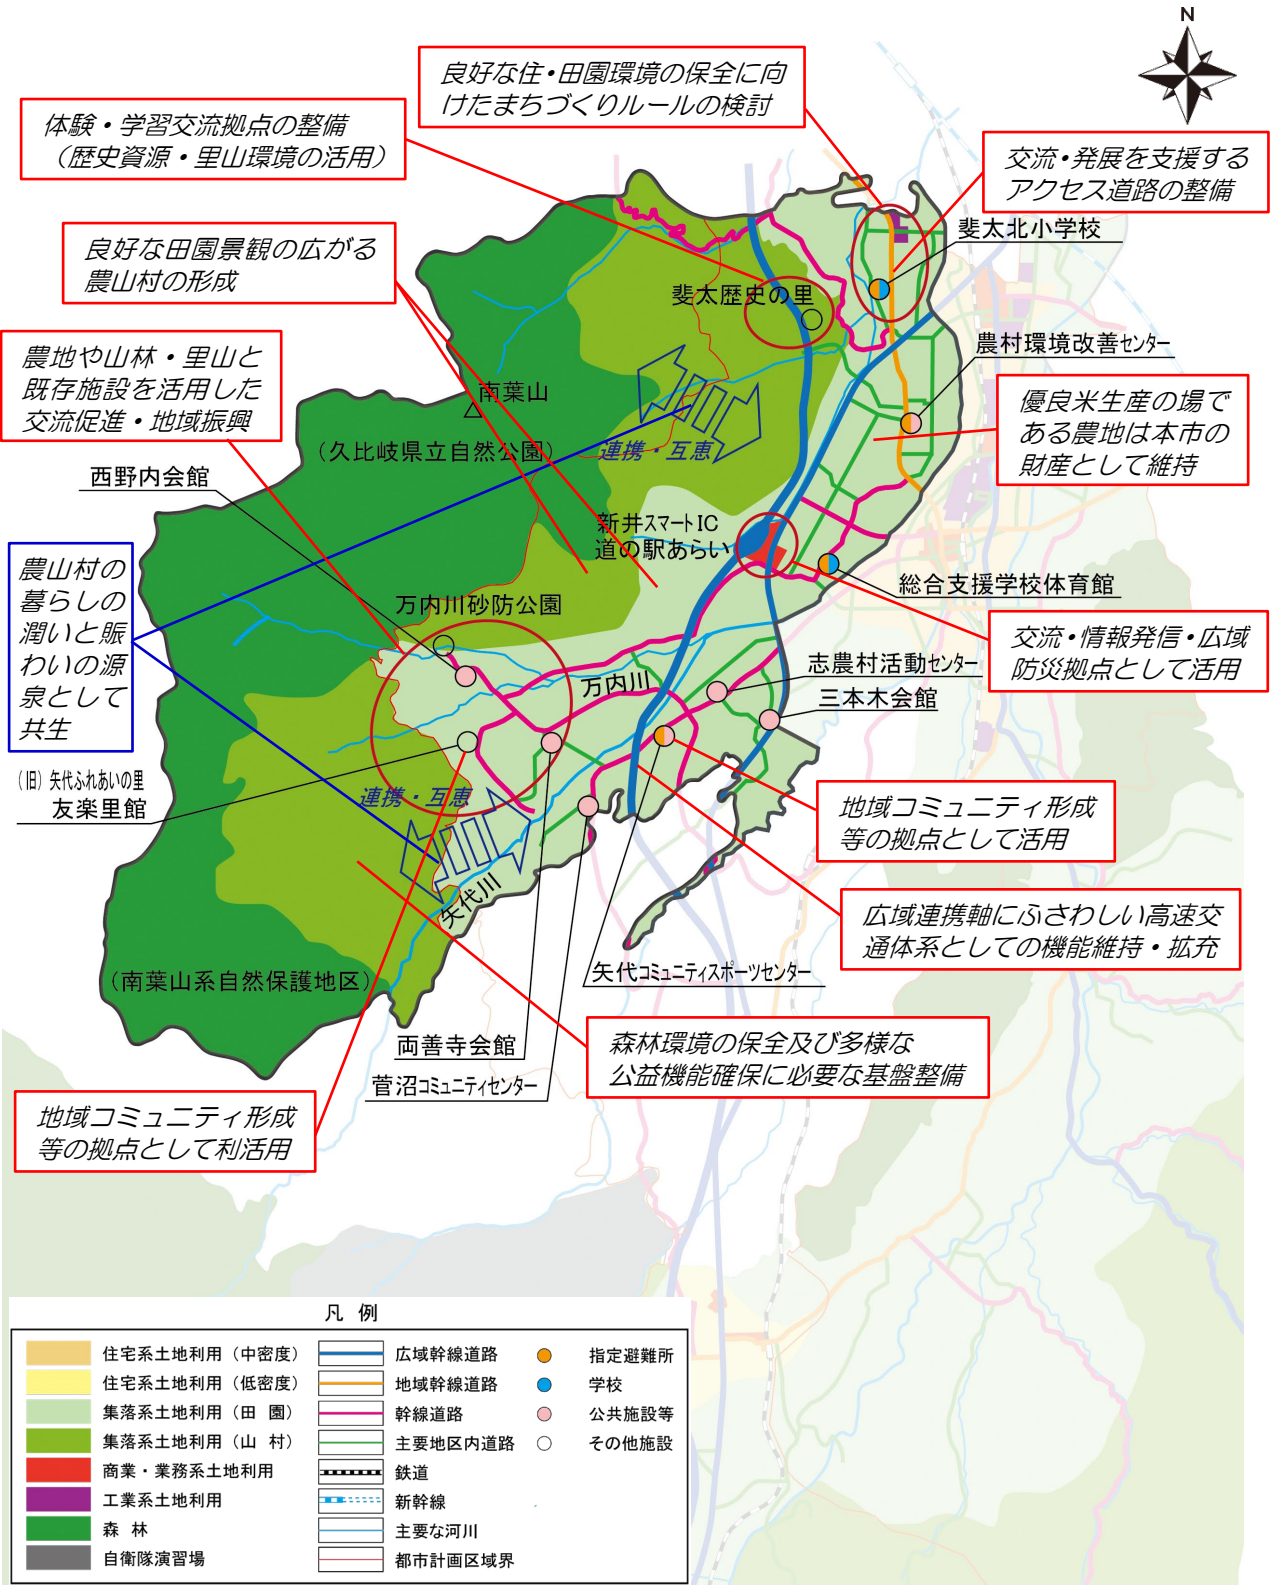 N
良好な住・田園環境の保全に向
けたまちづくりルールの検討
体験・学習交流拠点の整備
（歴史資源・里山環境の活用）
交流・発展を支援する
アクセス道路の整備
斐太北小学校
良好な田園景観の広がる
農山村の形成
斐太歴史の里
農地や山林・里山と
既存施設を活用した
交流促進・地域振興
農村環境改善センター
南葉山
（久比岐県立自然公園）
連携・互恵
優良米生産の場で
ある農地は本市の
財産として維持
西野内会館
新井スマートIC
道の駅あらい
農山村の
暮らしの
潤いと賑
わいの源
泉として
共生
総合支援学校体育館
万内川砂防公園
交流・情報発信・広域
防災拠点として活用
志農村活動センター
万内川
三本木会館
（旧）矢代ふれあいの里
友楽里館
連携・互恵
地域コミュニティ形成
等の拠点として活用
矢代川
広域連携軸にふさわしい高速交
通体系としての機能維持・拡充
（南葉山系自然保護地区）
矢代コミュニティスポーツセンター
両善寺会館
菅沼コミュニティセンター
森林環境の保全及び多様な
公益機能確保に必要な基盤整備
地域コミュニティ形成
等の拠点として利活用
凡 例
住宅系土地利用（中密度）
住宅系土地利用（低密度）
集落系土地利用（田 園）
集落系土地利用（山 村）
商業・業務系土地利用
工業系土地利用
森 林
自衛隊演習場
広域幹線道路
地域幹線道路
幹線道路
主要地区内道路
鉄道
新幹線
主要な河川
都市計画区域界
指定避難所
学校
公共施設等
その他施設